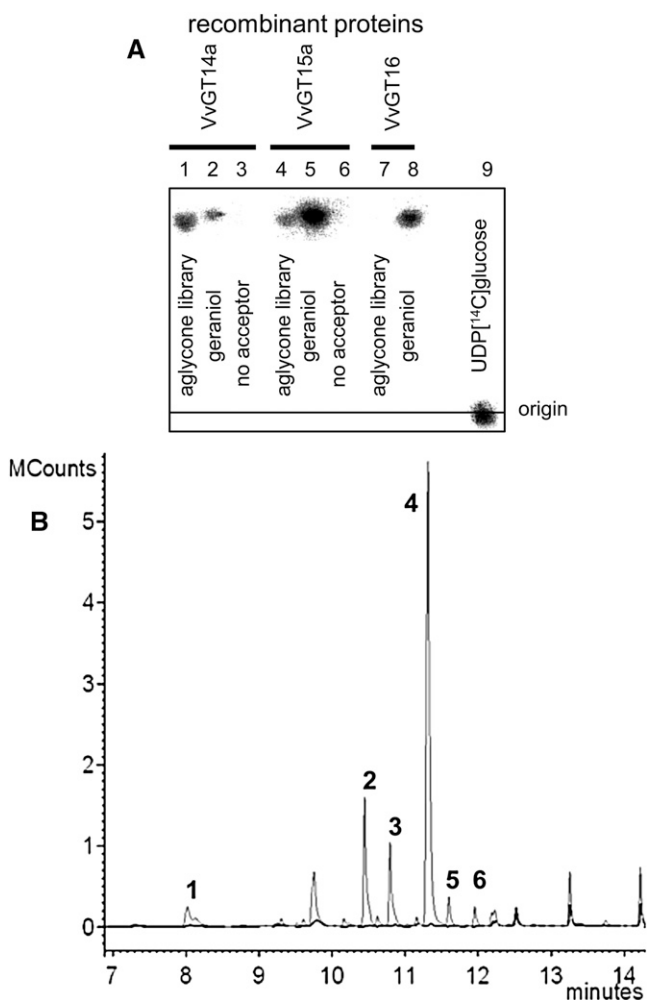 recombinant proteins
A
VvGT14a
VvGT15a
VvGT16
1 2 3 4 5 6 7 8 9
aglycone library
geraniol
no acceptor
aglycone library
geraniol
no acceptor
aglycone library
geraniol
UDP[¹⁴C]glucose
origin
MCounts
B
5
4
3
2
1
0
1
2
3
4
5
6
7 8 9 10 11 12 13 14
minutes